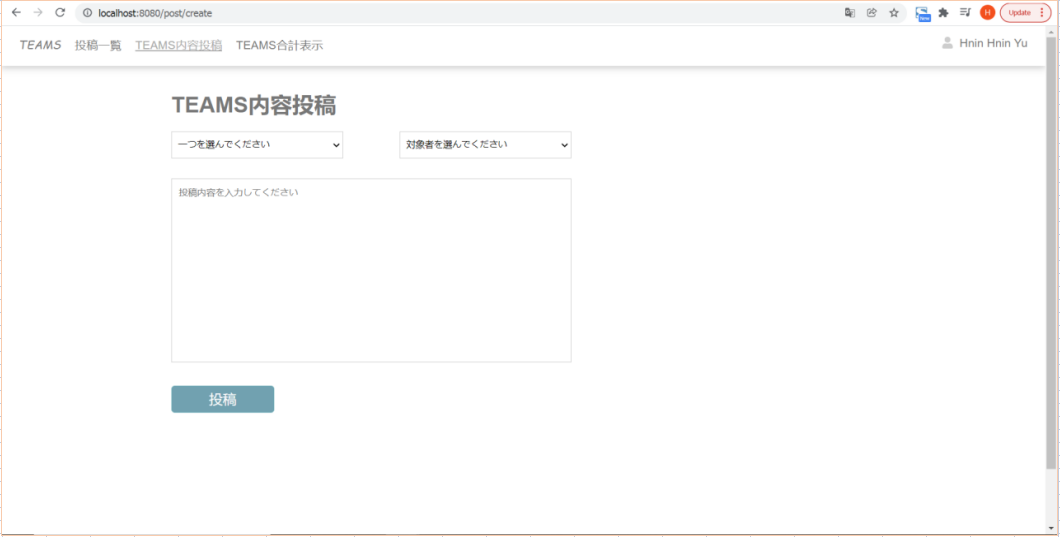 localhost:8080/post/create
New
H
Update
TEAMS 投稿一覧 TEAMS内容投稿 TEAMS合計表示
Hnin Hnin Yu
TEAMS内容投稿
一つを選んでください
対象者を選んでください
投稿内容を入力してください
投稿